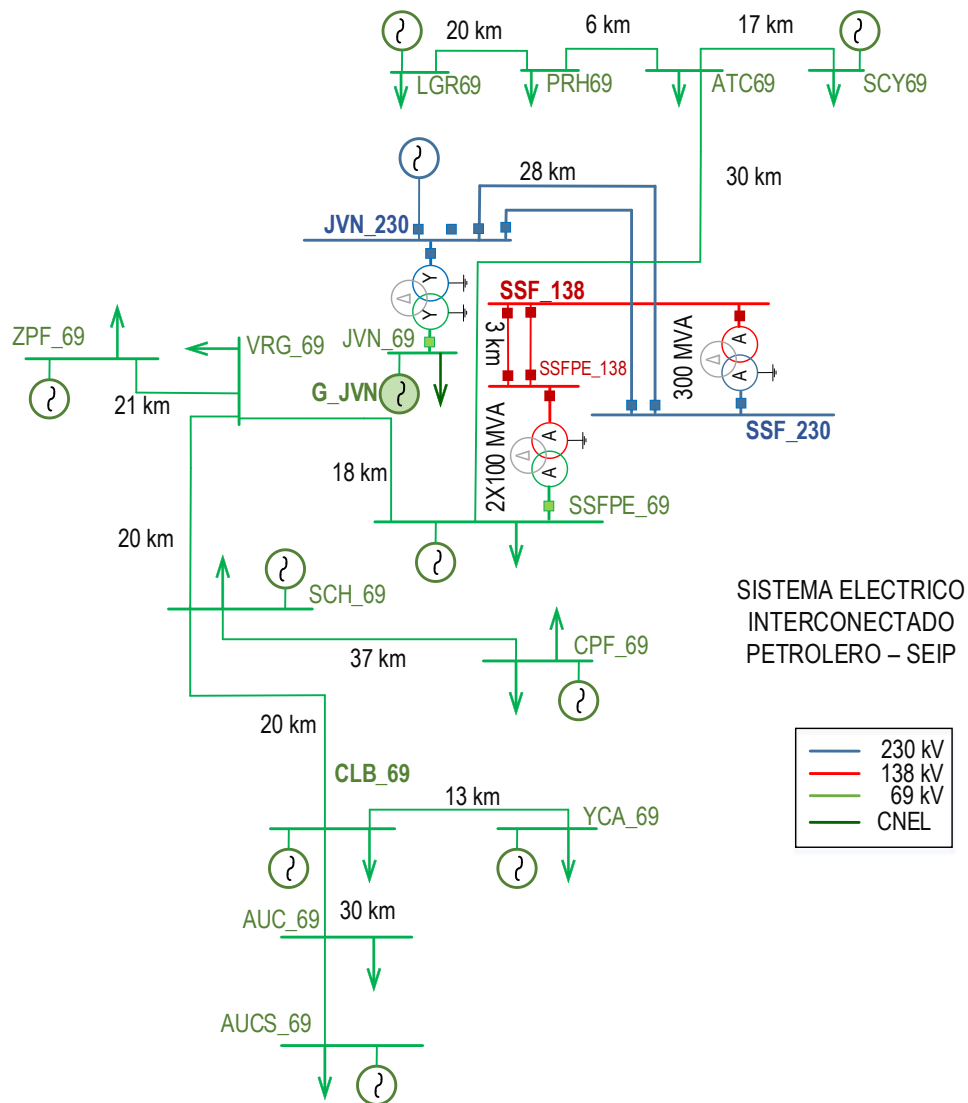 20 km
6 km
17 km
LGR69
PRH69
ATC69
SCY69
28 km
30 km
JVN_230
Y
Δ
Y
SSF_138
ZPF_69
VRG_69
JVN_69
3 km
SSFPE_138
300 MVA
A
Δ
A
G_JVN
21 km
SSF_230
2X100 MVA
A
Δ
A
18 km
SSFPE_69
20 km
SCH_69
SISTEMA ELECTRICO
INTERCONECTADO
PETROLERO – SEIP
37 km
CPF_69
20 km
230 kV
138 kV
69 kV
CNEL
CLB_69
13 km
YCA_69
30 km
AUC_69
AUCS_69